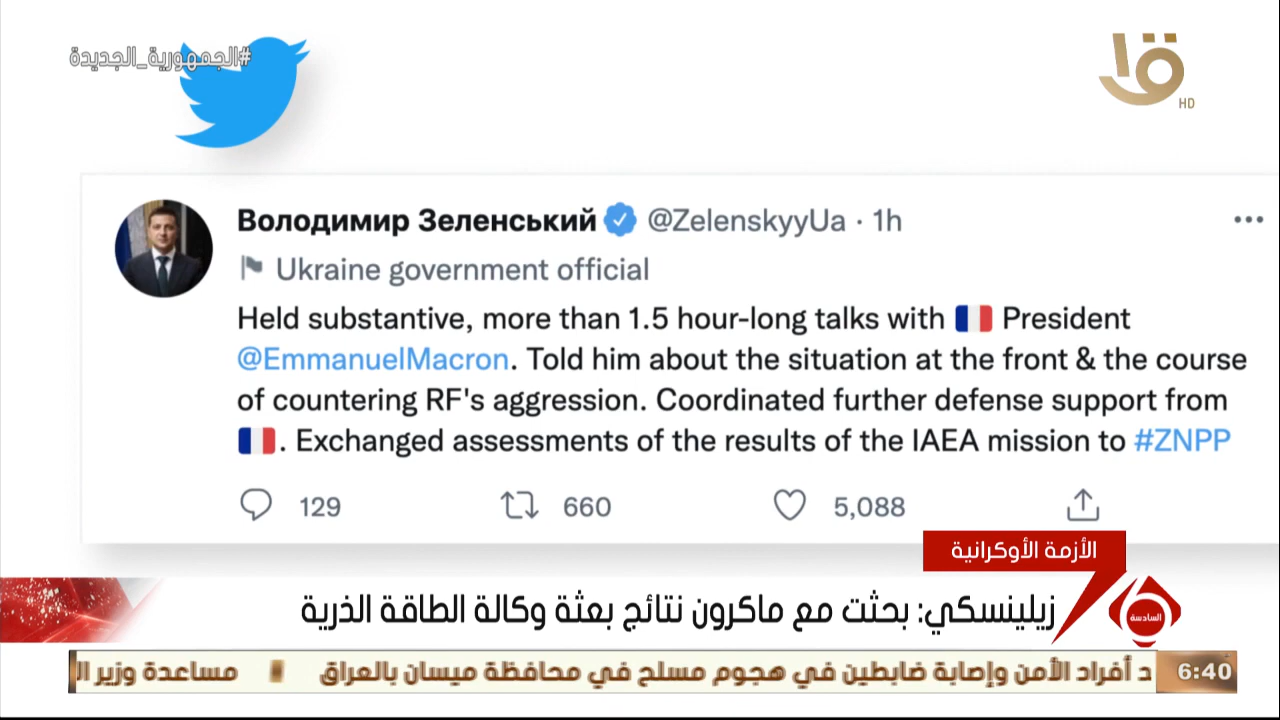 #الجمهورية_الجديدة
HD
Володимир Зеленський @ZelenskyyUa · 1h
Ukraine government official
Held substantive, more than 1.5 hour-long talks with 🇫🇷 President
@EmmanuelMacron. Told him about the situation at the front & the course
of countering RF's aggression. Coordinated further defense support from
🇫🇷. Exchanged assessments of the results of the IAEA mission to #ZNPP
129 660 5,088
الأزمة الأوكرانية
زيلينسكي: بحثت مع ماكرون نتائج بعثة وكالة الطاقة الذرية
السادسة
د أفراد الأمن وإصابة ضابطين في هجوم مسلح في محافظة ميسان بالعراق مساعدة وزير ال
6:40